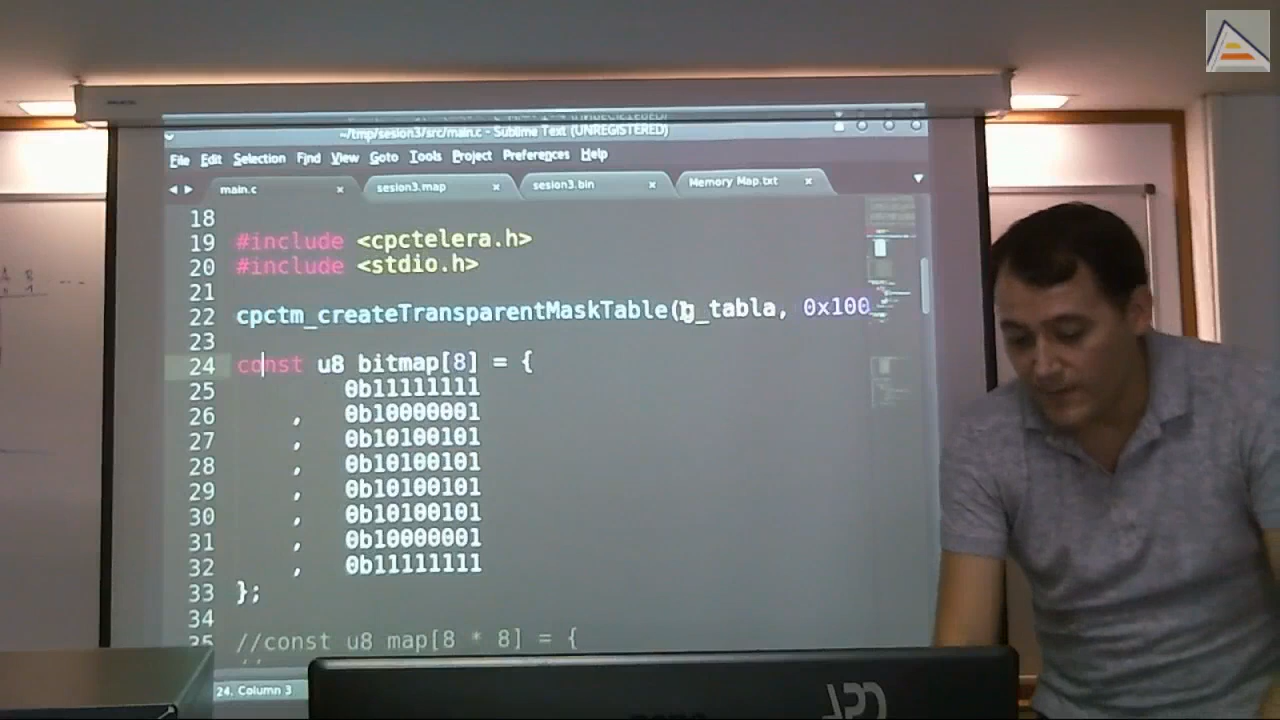 ~/tmp/sesion3/src/main.c - Sublime Text (UNREGISTERED)
File Edit Selection Find View Goto Tools Project Preferences Help
main.c × sesion3.map × sesion3.bin × Memory Map.txt ×
18
19 #include <cpctelera.h>
20 #include <stdio.h>
21
22 cpctm_createTransparentMaskTable(g_tabla, 0x100
23
24 const u8 bitmap[8] = {
25 0b11111111
26 , 0b10000001
27 , 0b10100101
28 , 0b10100101
29 , 0b10100101
30 , 0b10100101
31 , 0b10000001
32 , 0b11111111
33 };
34
35 //const u8 map[8 * 8] = {
24, Column 3